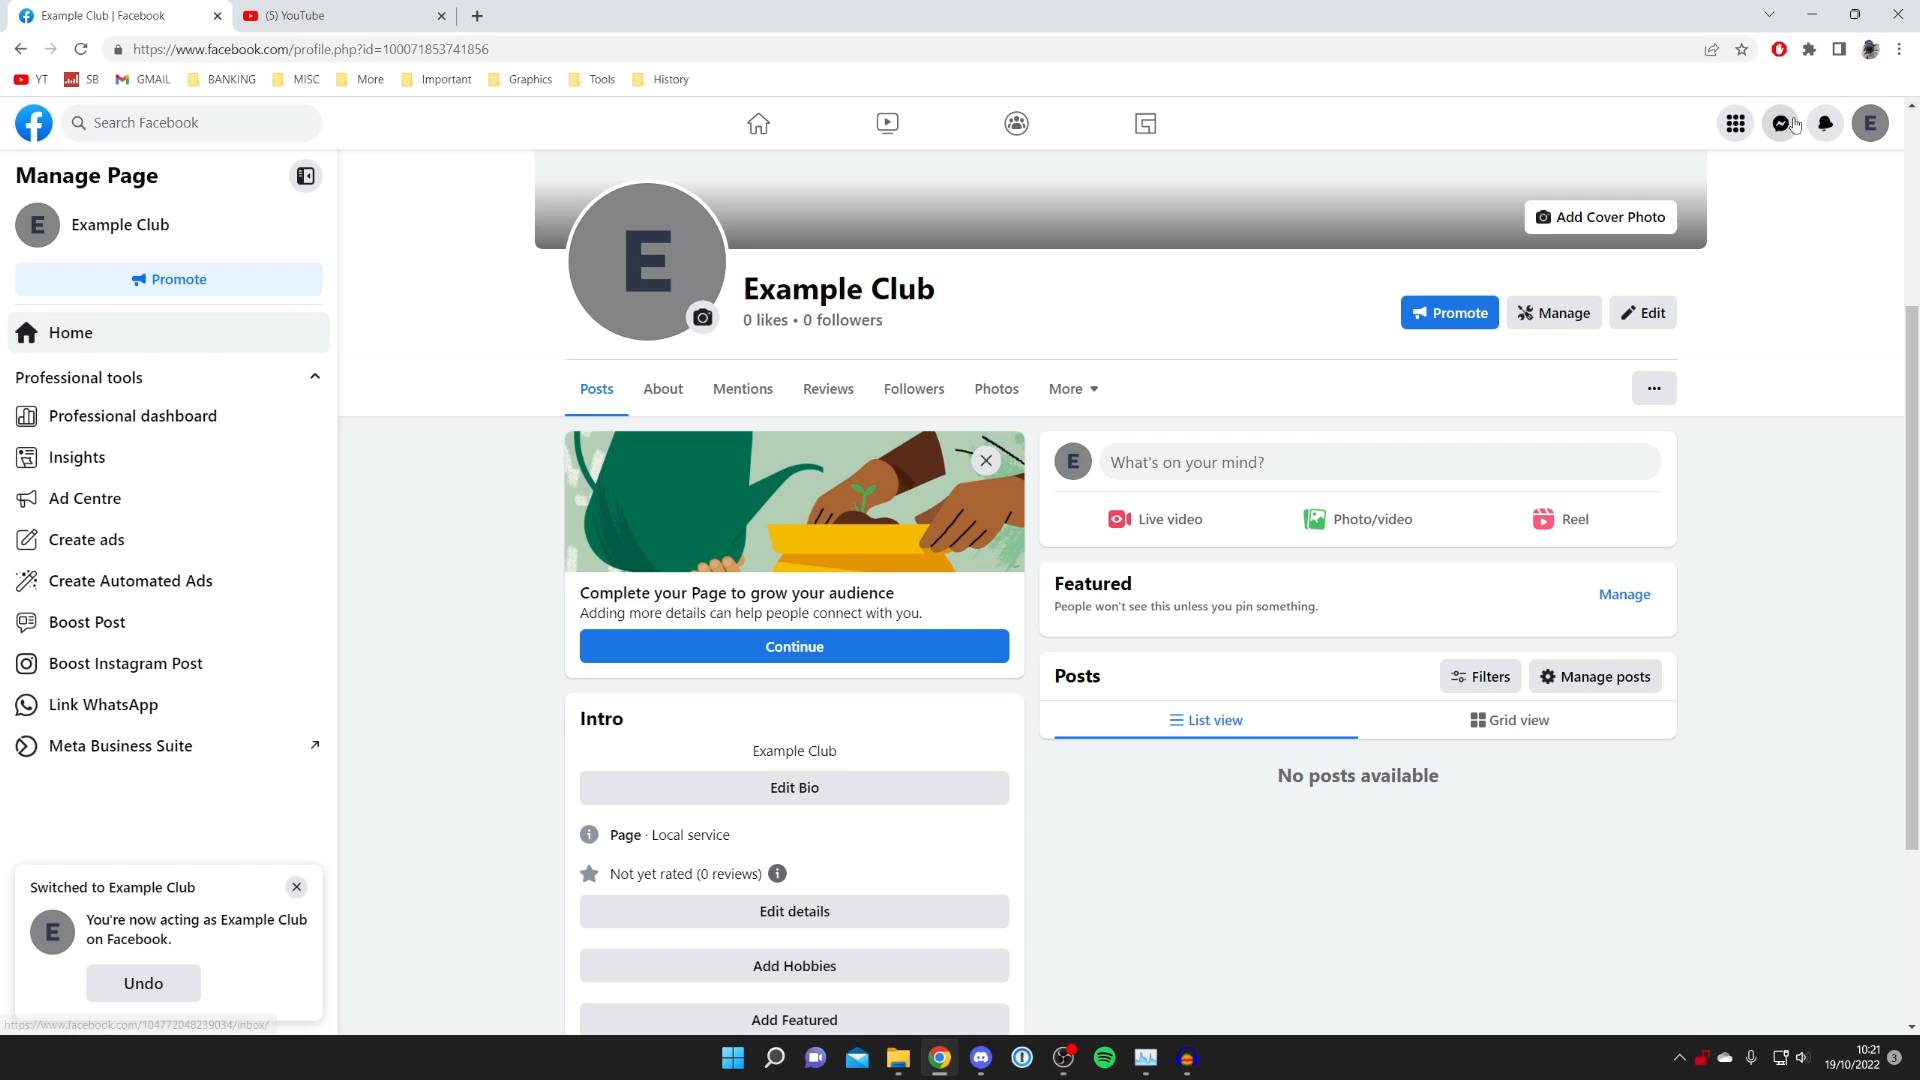 Example Club | Facebook
(5) YouTube
https://www.facebook.com/profile.php?id=100071853741856
YT
SB
GMAIL
BANKING
MISC
More
Important
Graphics
Tools
History
Search Facebook
E
Manage Page
E
Example Club
Promote
Home
Professional tools
Professional dashboard
Insights
Ad Centre
Create ads
Create Automated Ads
Boost Post
Boost Instagram Post
Link WhatsApp
Meta Business Suite
Switched to Example Club
E
You're now acting as Example Club
on Facebook.
Undo
https://www.facebook.com/104772048239034/inbox/
E
Add Cover Photo
Example Club
0 likes • 0 followers
Promote
Manage
Edit
Posts
About
Mentions
Reviews
Followers
Photos
More
Complete your Page to grow your audience
Adding more details can help people connect with you.
Continue
Intro
Example Club
Edit Bio
Page · Local service
Not yet rated (0 reviews)
Edit details
Add Hobbies
Add Featured
E
What's on your mind?
Live video
Photo/video
Reel
Featured
People won't see this unless you pin something.
Manage
Posts
Filters
Manage posts
List view
Grid view
No posts available
10:21
19/10/2022
3